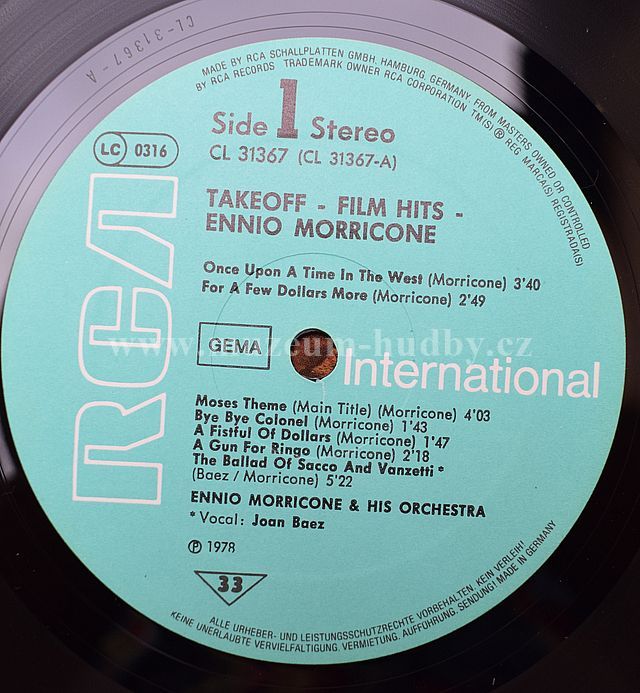 CL-31367-A
MADE BY RCA SCHALLPLATTEN GMBH, HAMBURG, GERMANY, FROM MASTERS OWNED OR CONTROLLED
BY RCA RECORDS TRADEMARK OWNER RCA CORPORATION TM(S) ® REG. MARCA(S) REGISTRADA(S)
Side 1 Stereo
CL 31367 (CL 31367-A)
LC 0316
TAKEOFF - FILM HITS -
ENNIO MORRICONE
RCA
Once Upon A Time In The West (Morricone) 3'40
For A Few Dollars More (Morricone) 2'49
GEMA
www.muzeum-hudby.cz
International
Moses Theme (Main Title) (Morricone) 4'03
Bye Bye Colonel (Morricone) 1'43
A Fistful Of Dollars (Morricone) 1'47
A Gun For Ringo (Morricone) 2'18
The Ballad Of Sacco And Vanzetti *
(Baez / Morricone) 5'22
ENNIO MORRICONE & HIS ORCHESTRA
* Vocal: Joan Baez
℗ 1978
33
ALLE URHEBER- UND LEISTUNGSSCHUTZRECHTE VORBEHALTEN. KEIN VERLEIH!
KEINE UNERLAUBTE VERVIELFALTIGUNG, VERMIETUNG, AUFFÜHRUNG, SENDUNG! MADE IN GERMANY